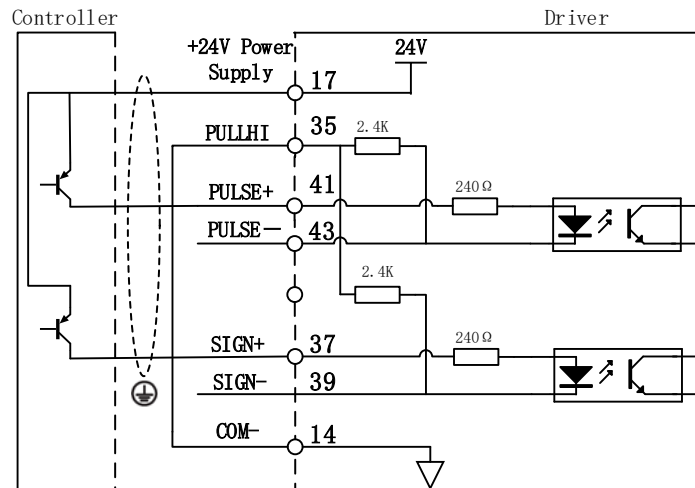 Controller
Driver
+24V Power
Supply
24V
17
PULLHI
35
2.4K
PULSE+
41
240Ω
PULSE-
43
2.4K
SIGN+
37
240Ω
SIGN-
39
COM-
14